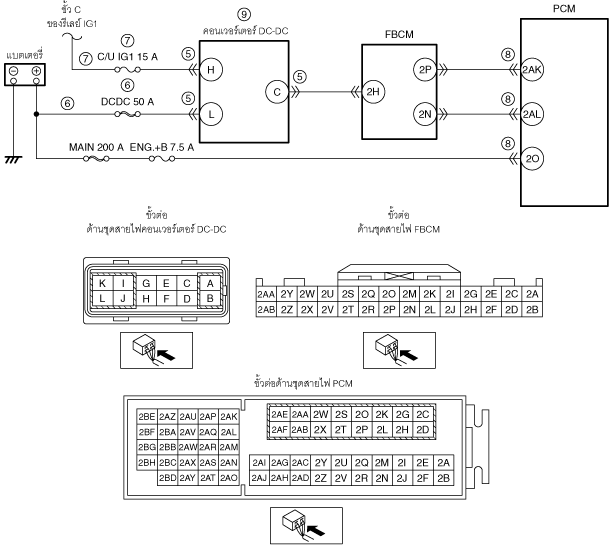 ขั้ว C
ของรีเลย์ IG1
⑨
คอนเวอร์เตอร์ DC-DC
PCM
FBCM
แบตเตอรี่
⑦
⑦ C/U IG1 15 A ⑤ H
⑥
⑥ DCDC 50 A ⑤ L
C ⑤ 2H
2P ⑧ 2AK
2N ⑧ 2AL
MAIN 200 A ENG.+B 7.5 A ⑧ 2O
ขั้วต่อ
ด้านชุดสายไฟคอนเวอร์เตอร์ DC-DC
ขั้วต่อ
ด้านชุดสายไฟ FBCM
K I G E C A
L J H F D B
2AA 2Y 2W 2U 2S 2Q 2O 2M 2K 2I 2G 2E 2C 2A
2AB 2Z 2X 2V 2T 2R 2P 2N 2L 2J 2H 2F 2D 2B
ขั้วต่อด้านชุดสายไฟ PCM
2BE 2AZ 2AU 2AP 2AK
2BF 2BA 2AV 2AQ 2AL
2BG 2BB 2AW 2AR 2AM
2BH 2BC 2AX 2AS 2AN
2BD 2AY 2AT 2AO
2AE 2AA 2W 2S 2O 2K 2G 2C
2AF 2AB 2X 2T 2P 2L 2H 2D
2AI 2AG 2AC 2Y 2U 2Q 2M 2I 2E 2A
2AJ 2AH 2AD 2Z 2V 2R 2N 2J 2F 2B